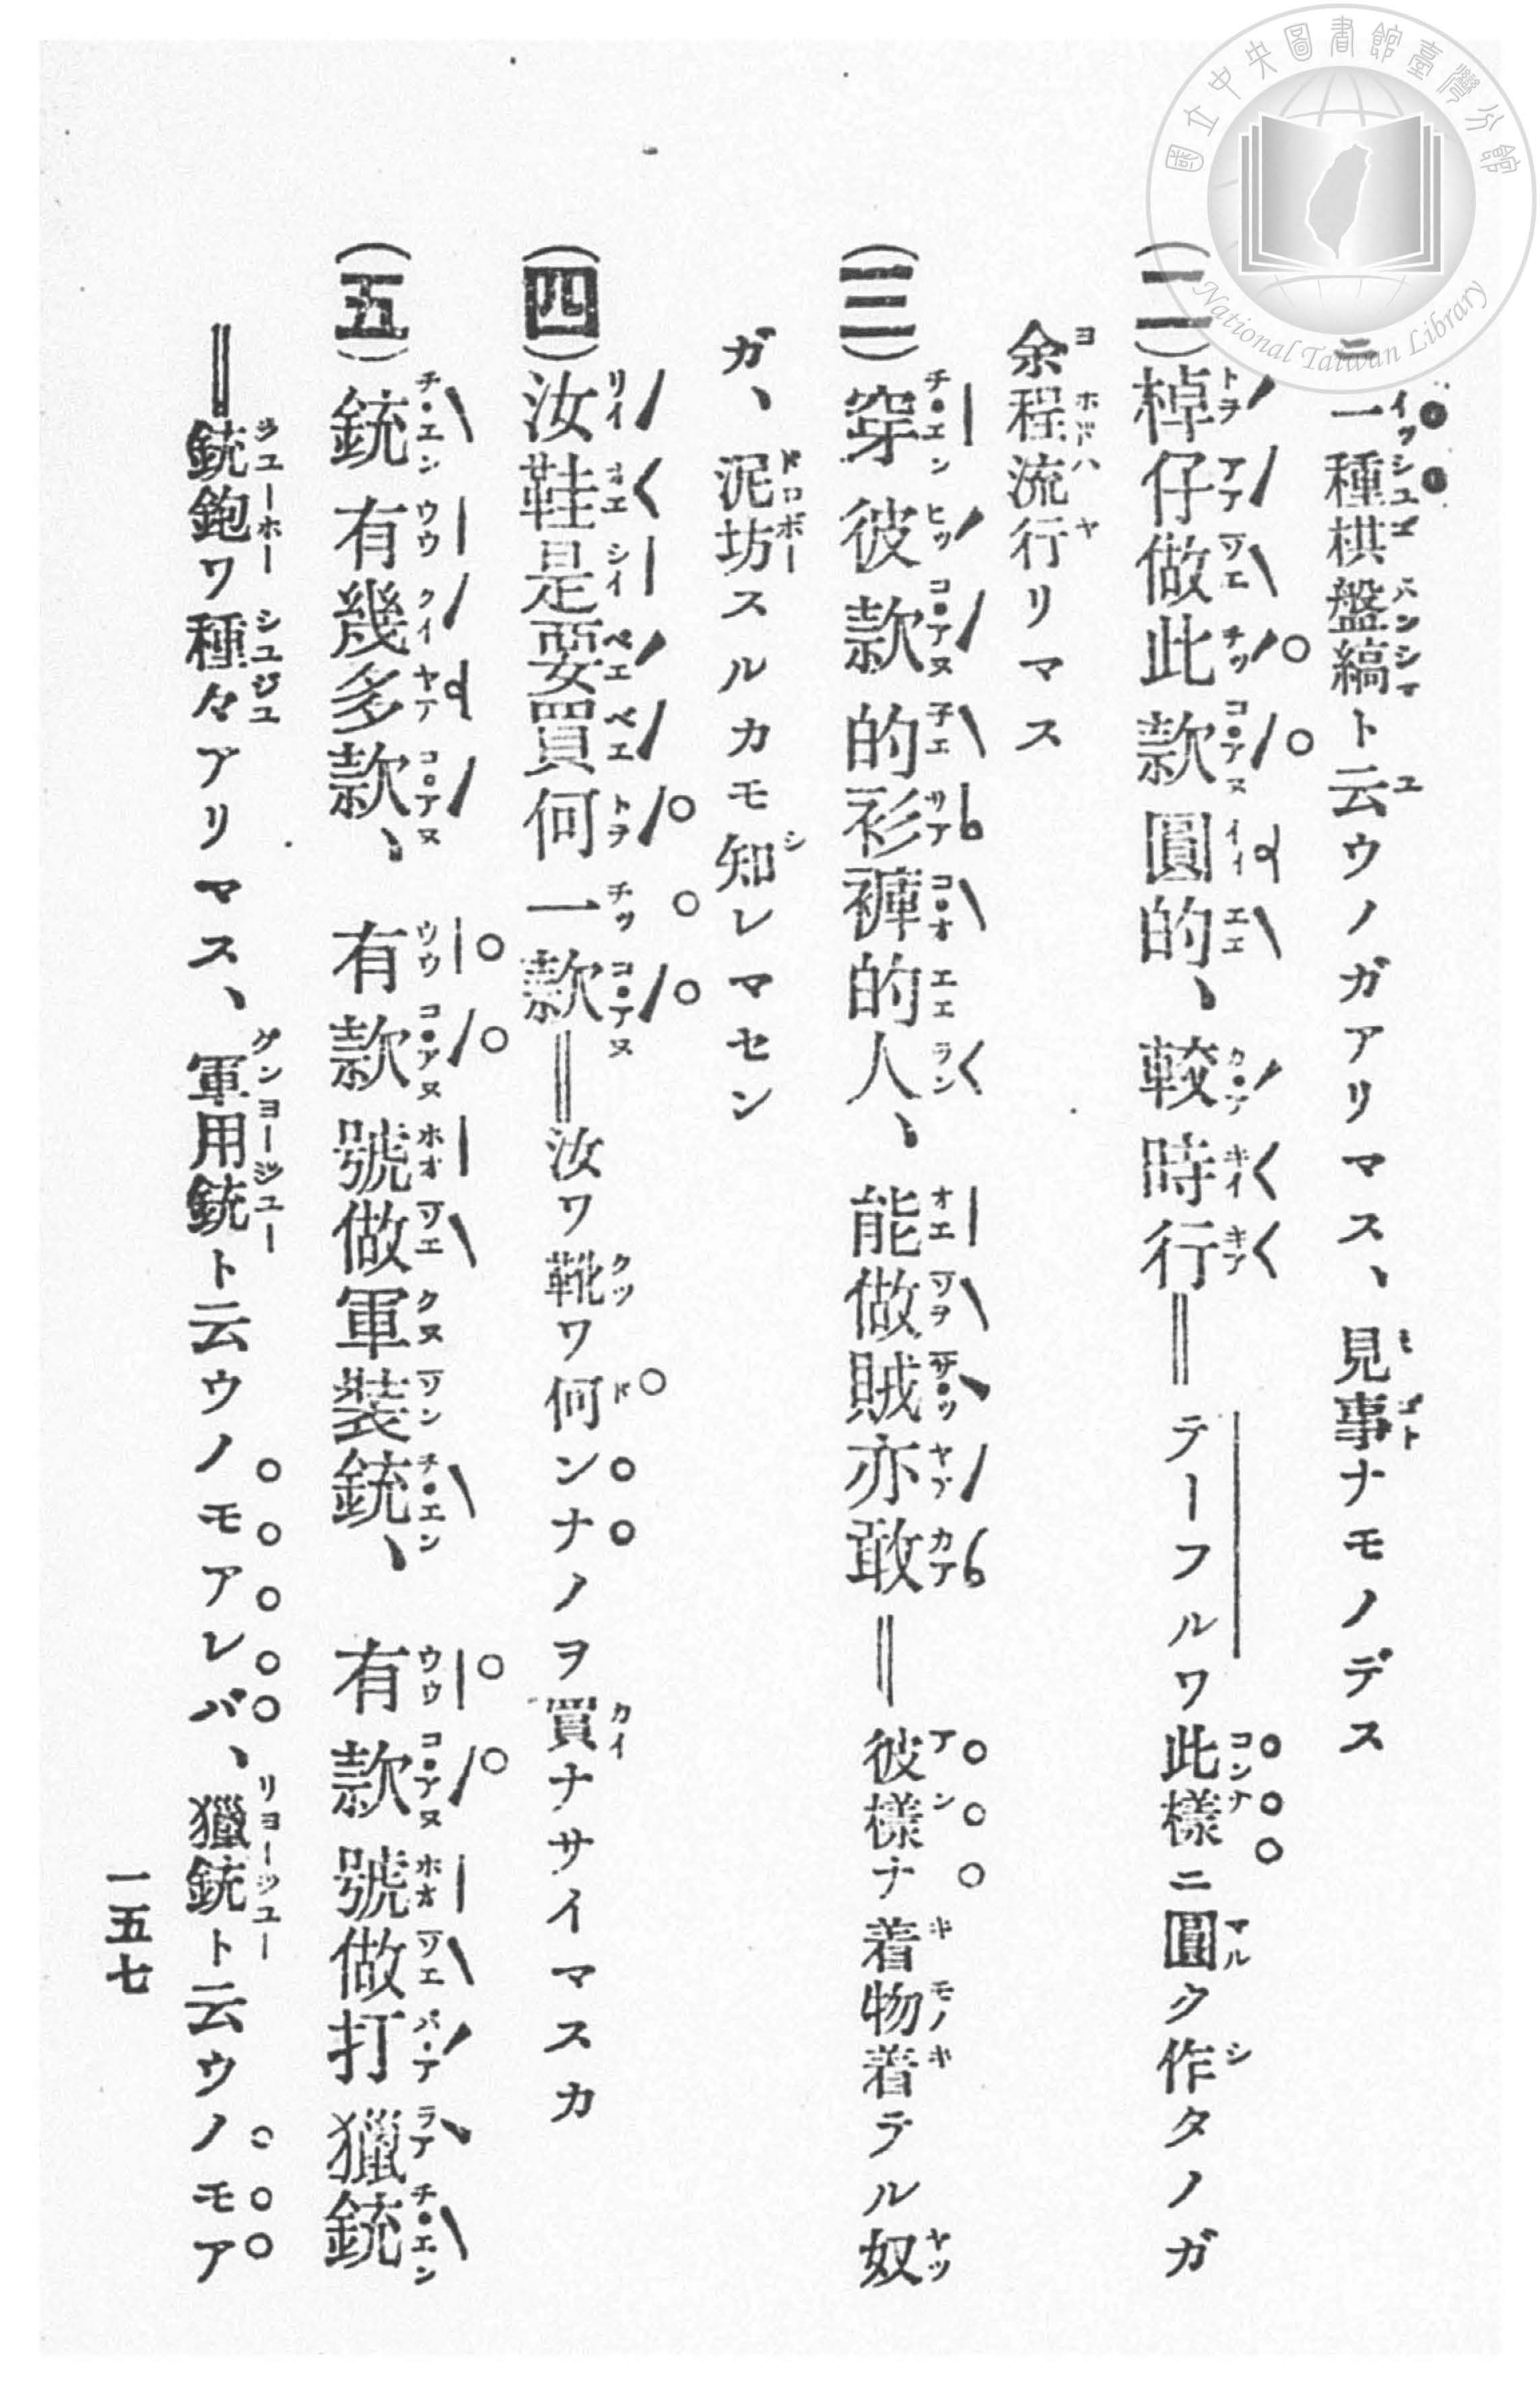 ニ一種棋盤縞ト云ウノガアリマス、見事ナモノデス
(二)棹仔做此款圓的、較時行‖テーフルワ此樣ニ圓ク作タノガ
余程流行リマス
(三)穿彼款的衫褲的人、能做賊亦敢‖彼樣ナ着物着テル奴
ガ、泥坊スルカモ知レマセン
(四)汝鞋是要買何一款‖汝ワ靴ワ何ンナノヲ買ナサイマスカ
(五)銃有幾多款、有款號做軍裝銃、有款號做打獵銃
‖銃鉋ワ種々アリマス、軍用銃ト云ウノモアレバ、獵銃ト云ウノモア
一五七
國立中央圖書館臺灣分館
National Taiwan Library